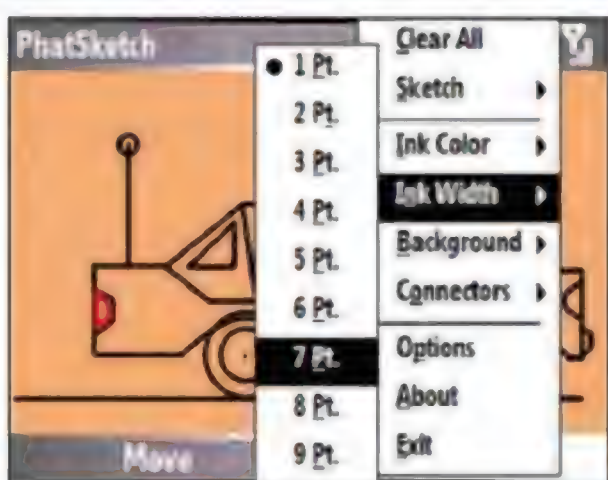 PhatSketch
1 Pt.
2 Pt.
3 Pt.
4 Pt.
5 Pt.
6 Pt.
7 Pt.
8 Pt.
9 Pt.
Clear All
Sketch
Ink Color
Ink Width
Background
Connectors
Options
About
Exit
Move